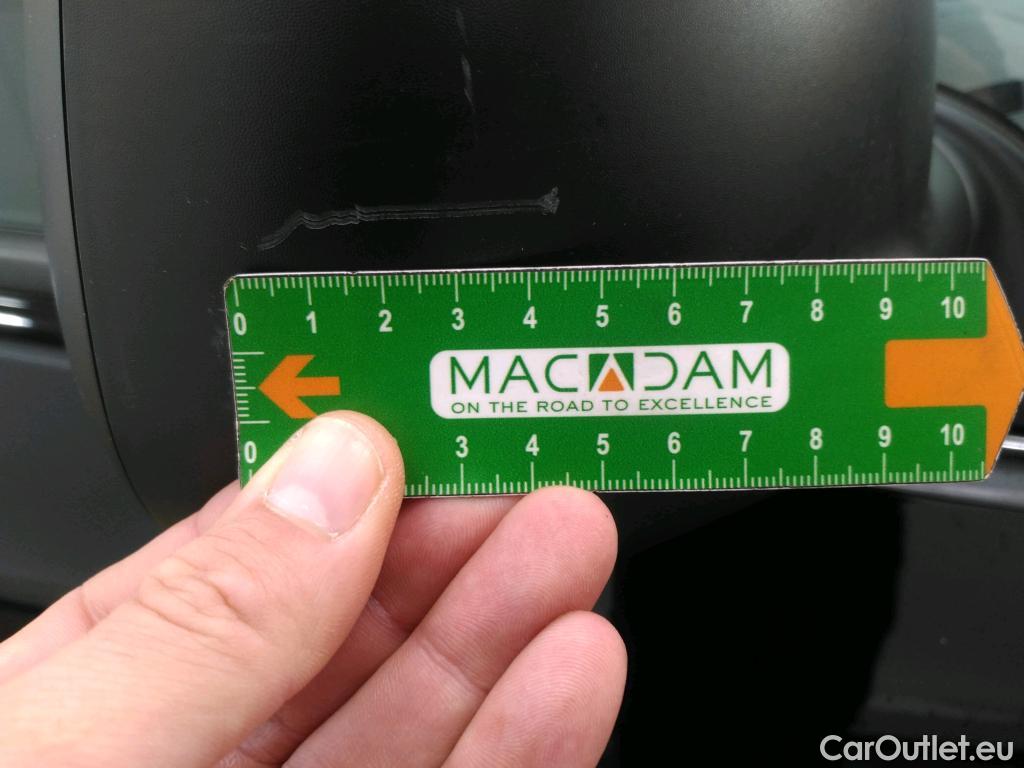 0 1 2 3 4 5 6 7 8 9 10
MACADAM
ON THE ROAD TO EXCELLENCE
0 3 4 5 6 7 8 9 10
CarOutlet.eu